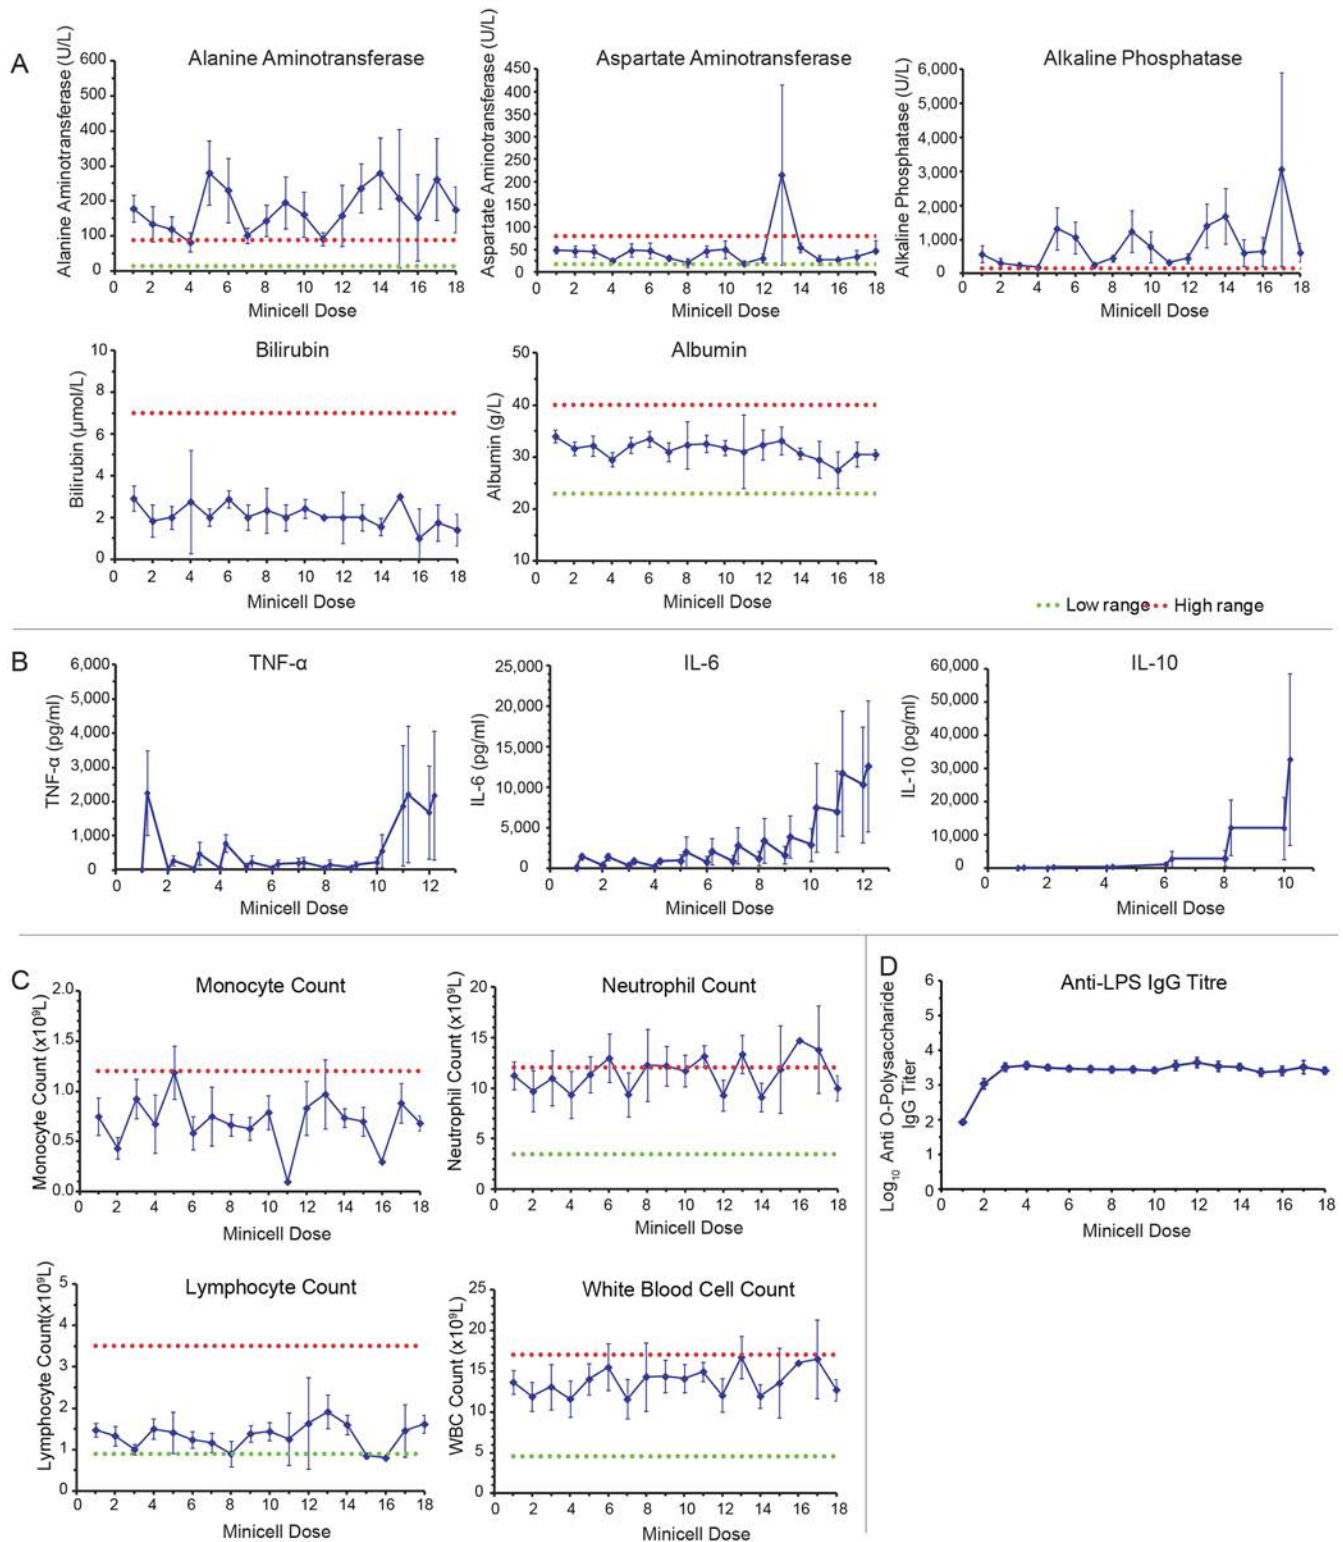 A
Alanine Aminotransferase
Alanine Aminotransferase (U/L)
600
500
400
300
200
100
0
0 2 4 6 8 10 12 14 16 18
Minicell Dose
Aspartate Aminotransferase
Aspartate Aminotransferase (U/L)
450
400
350
300
250
200
150
100
50
0
0 2 4 6 8 10 12 14 16 18
Minicell Dose
Alkaline Phosphatase
Alkaline Phosphatase (U/L)
6,000
5,000
4,000
3,000
2,000
1,000
0
0 2 4 6 8 10 12 14 16 18
Minicell Dose
Bilirubin
Bilirubin (µmol/L)
10
8
6
4
2
0
0 2 4 6 8 10 12 14 16 18
Minicell Dose
Albumin
Albumin (g/L)
50
40
30
20
10
0 2 4 6 8 10 12 14 16 18
Minicell Dose
Low range High range
B
TNF-α
TNF-α (pg/ml)
6,000
5,000
4,000
3,000
2,000
1,000
0
0 2 4 6 8 10 12
Minicell Dose
IL-6
IL-6 (pg/ml)
25,000
20,000
15,000
10,000
5,000
0
0 2 4 6 8 10 12
Minicell Dose
IL-10
IL-10 (pg/ml)
60,000
50,000
40,000
30,000
20,000
10,000
0
0 2 4 6 8 10
Minicell Dose
C
Monocyte Count
Monocyte Count (x10⁹L)
2.0
1.5
1.0
0.5
0.0
0 2 4 6 8 10 12 14 16 18
Minicell Dose
Neutrophil Count
Neutrophil Count (x10⁹L)
20
15
10
5
0
0 2 4 6 8 10 12 14 16 18
Minicell Dose
Lymphocyte Count
Lymphocyte Count(x10⁹L)
5
4
3
2
1
0
0 2 4 6 8 10 12 14 16 18
Minicell Dose
White Blood Cell Count
WBC Count (x10⁹L)
25
20
15
10
5
0
0 2 4 6 8 10 12 14 16 18
Minicell Dose
D
Anti-LPS IgG Titre
Log₁₀ Anti O-Polysaccharide
IgG Titer
6
5
4
3
2
1
0
0 2 4 6 8 10 12 14 16 18
Minicell Dose